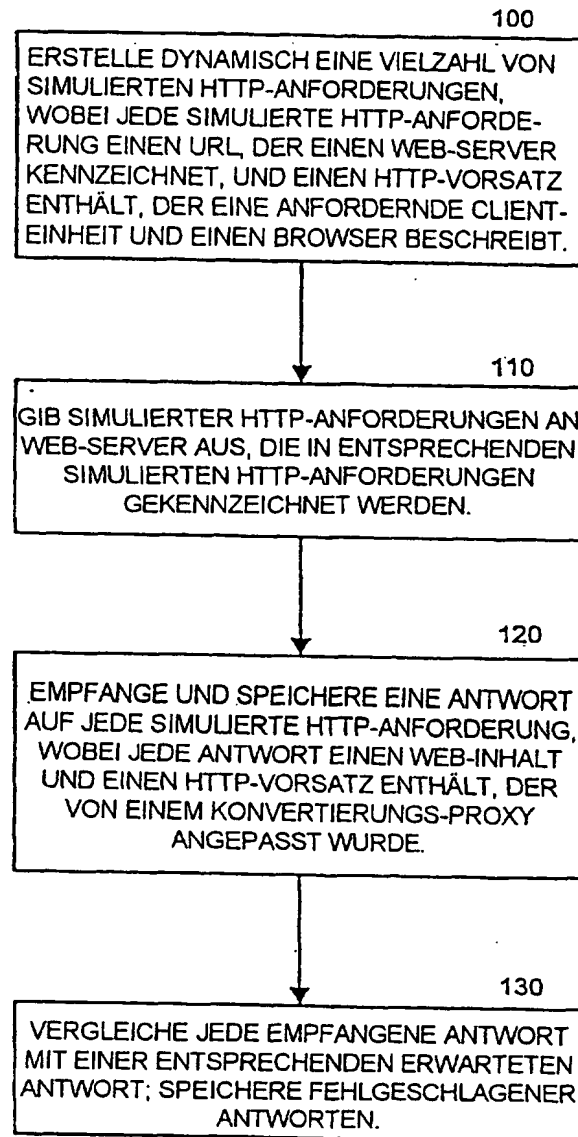 100
ERSTELLE DYNAMISCH EINE VIELZAHL VON
SIMULIERTEN HTTP-ANFORDERUNGEN,
WOBEI JEDE SIMULIERTE HTTP-ANFORDE-
RUNG EINEN URL, DER EINEN WEB-SERVER
KENNZEICHNET, UND EINEN HTTP-VORSATZ
ENTHÄLT, DER EINE ANFORDERNDE CLIENT-
EINHEIT UND EINEN BROWSER BESCHREIBT.
110
GIB SIMULIERTER HTTP-ANFORDERUNGEN AN
WEB-SERVER AUS, DIE IN ENTSPRECHENDEN
SIMULIERTEN HTTP-ANFORDERUNGEN
GEKENNZEICHNET WERDEN.
120
EMPFANGE UND SPEICHERE EINE ANTWORT
AUF JEDE SIMULIERTE HTTP-ANFORDERUNG,
WOBEI JEDE ANTWORT EINEN WEB-INHALT
UND EINEN HTTP-VORSATZ ENTHÄLT, DER
VON EINEM KONVERTIERUNGS-PROXY
ANGEPASST WURDE.
130
VERGLEICHE JEDE EMPFANGENE ANTWORT
MIT EINER ENTSPRECHENDEN ERWARTETEN
ANTWORT; SPEICHERE FEHLGESCHLAGENER
ANTWORTEN.